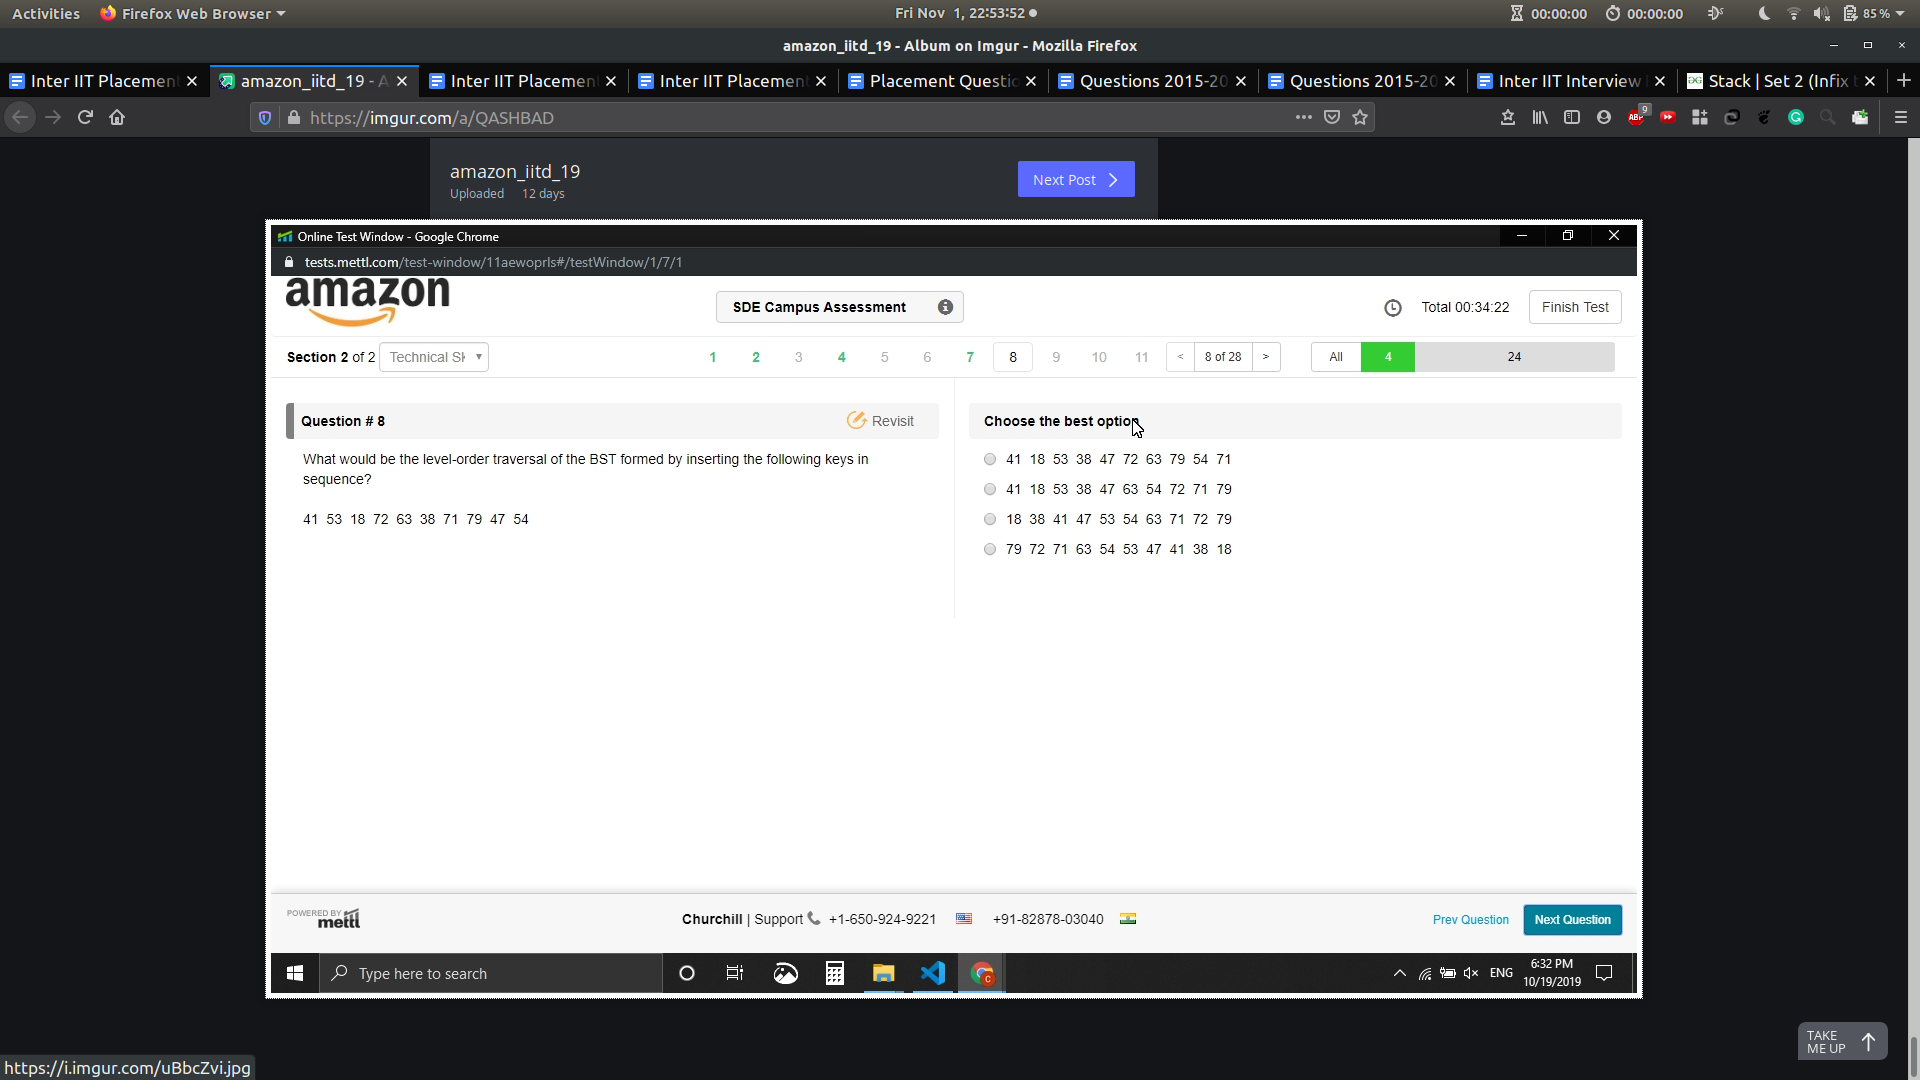 Activities Firefox Web Browser Fri Nov 1, 22:53:52 00:00:00 00:00:00 85%
amazon_iitd_19 - Album on Imgur - Mozilla Firefox
Inter IIT Placement amazon_iitd_19 - A Inter IIT Placement Inter IIT Placement Placement Questio Questions 2015-20 Questions 2015-20 Inter IIT Interview Stack | Set 2 (Infix t
https://imgur.com/a/QASHBAD ABP 9
amazon_iitd_19
Uploaded 12 days
Next Post
Online Test Window - Google Chrome
tests.mettl.com/test-window/11aewoprls#/testWindow/1/7/1
amazon
SDE Campus Assessment
Total 00:34:22 Finish Test
Section 2 of 2 Technical Sk 1 2 3 4 5 6 7 8 9 10 11 < 8 of 28 > All 4 24
Question # 8 Revisit
What would be the level-order traversal of the BST formed by inserting the following keys in
sequence?
41 53 18 72 63 38 71 79 47 54
Choose the best option
41 18 53 38 47 72 63 79 54 71
41 18 53 38 47 63 54 72 71 79
18 38 41 47 53 54 63 71 72 79
79 72 71 63 54 53 47 41 38 18
POWERED BY
mettl
Churchill | Support +1-650-924-9221 +91-82878-03040
Prev Question Next Question
Type here to search
ENG 6:32 PM
10/19/2019
TAKE
ME UP
https://i.imgur.com/uBbcZvi.jpg